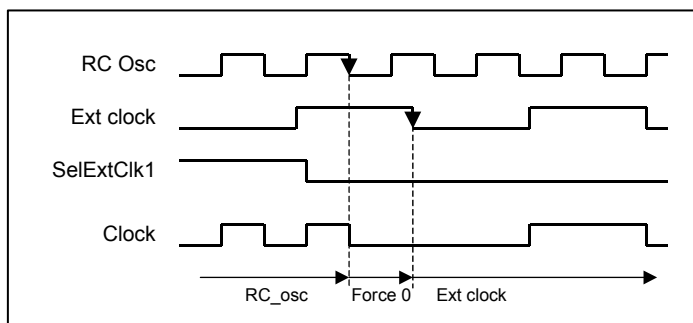 RC Osc
Ext clock
SelExtClk1
Clock
RC_osc Force 0 Ext clock